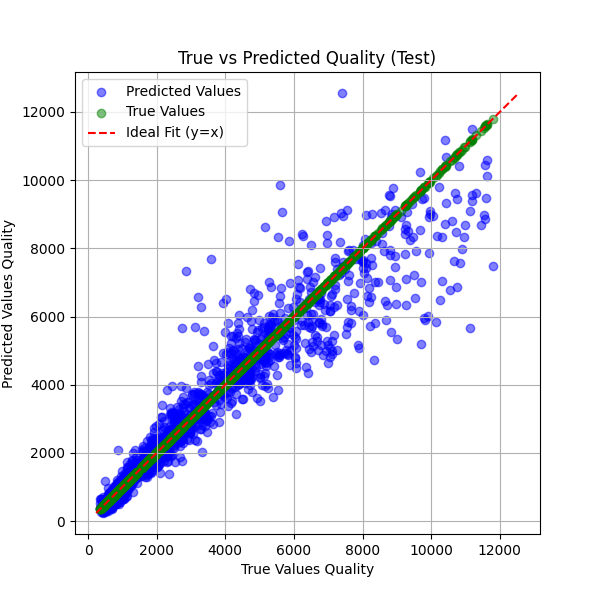 True vs Predicted Quality (Test)
Predicted Values
True Values
Ideal Fit (y=x)
Predicted Values Quality
12000
10000
8000
6000
4000
2000
0
0 2000 4000 6000 8000 10000 12000
True Values Quality